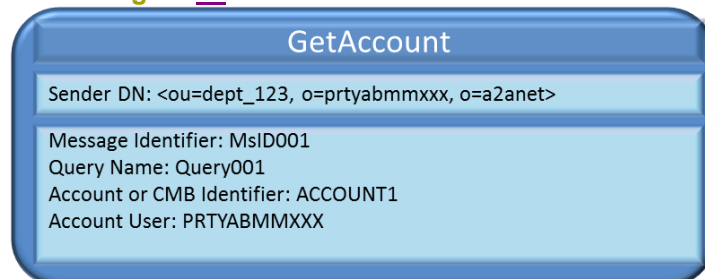 GetAccount
Sender DN: <ou=dept_123, o=prtyabmmxxx, o=a2anet>
Message Identifier: MsID001
Query Name: Query001
Account or CMB Identifier: ACCOUNT1
Account User: PRTYABMMXXX